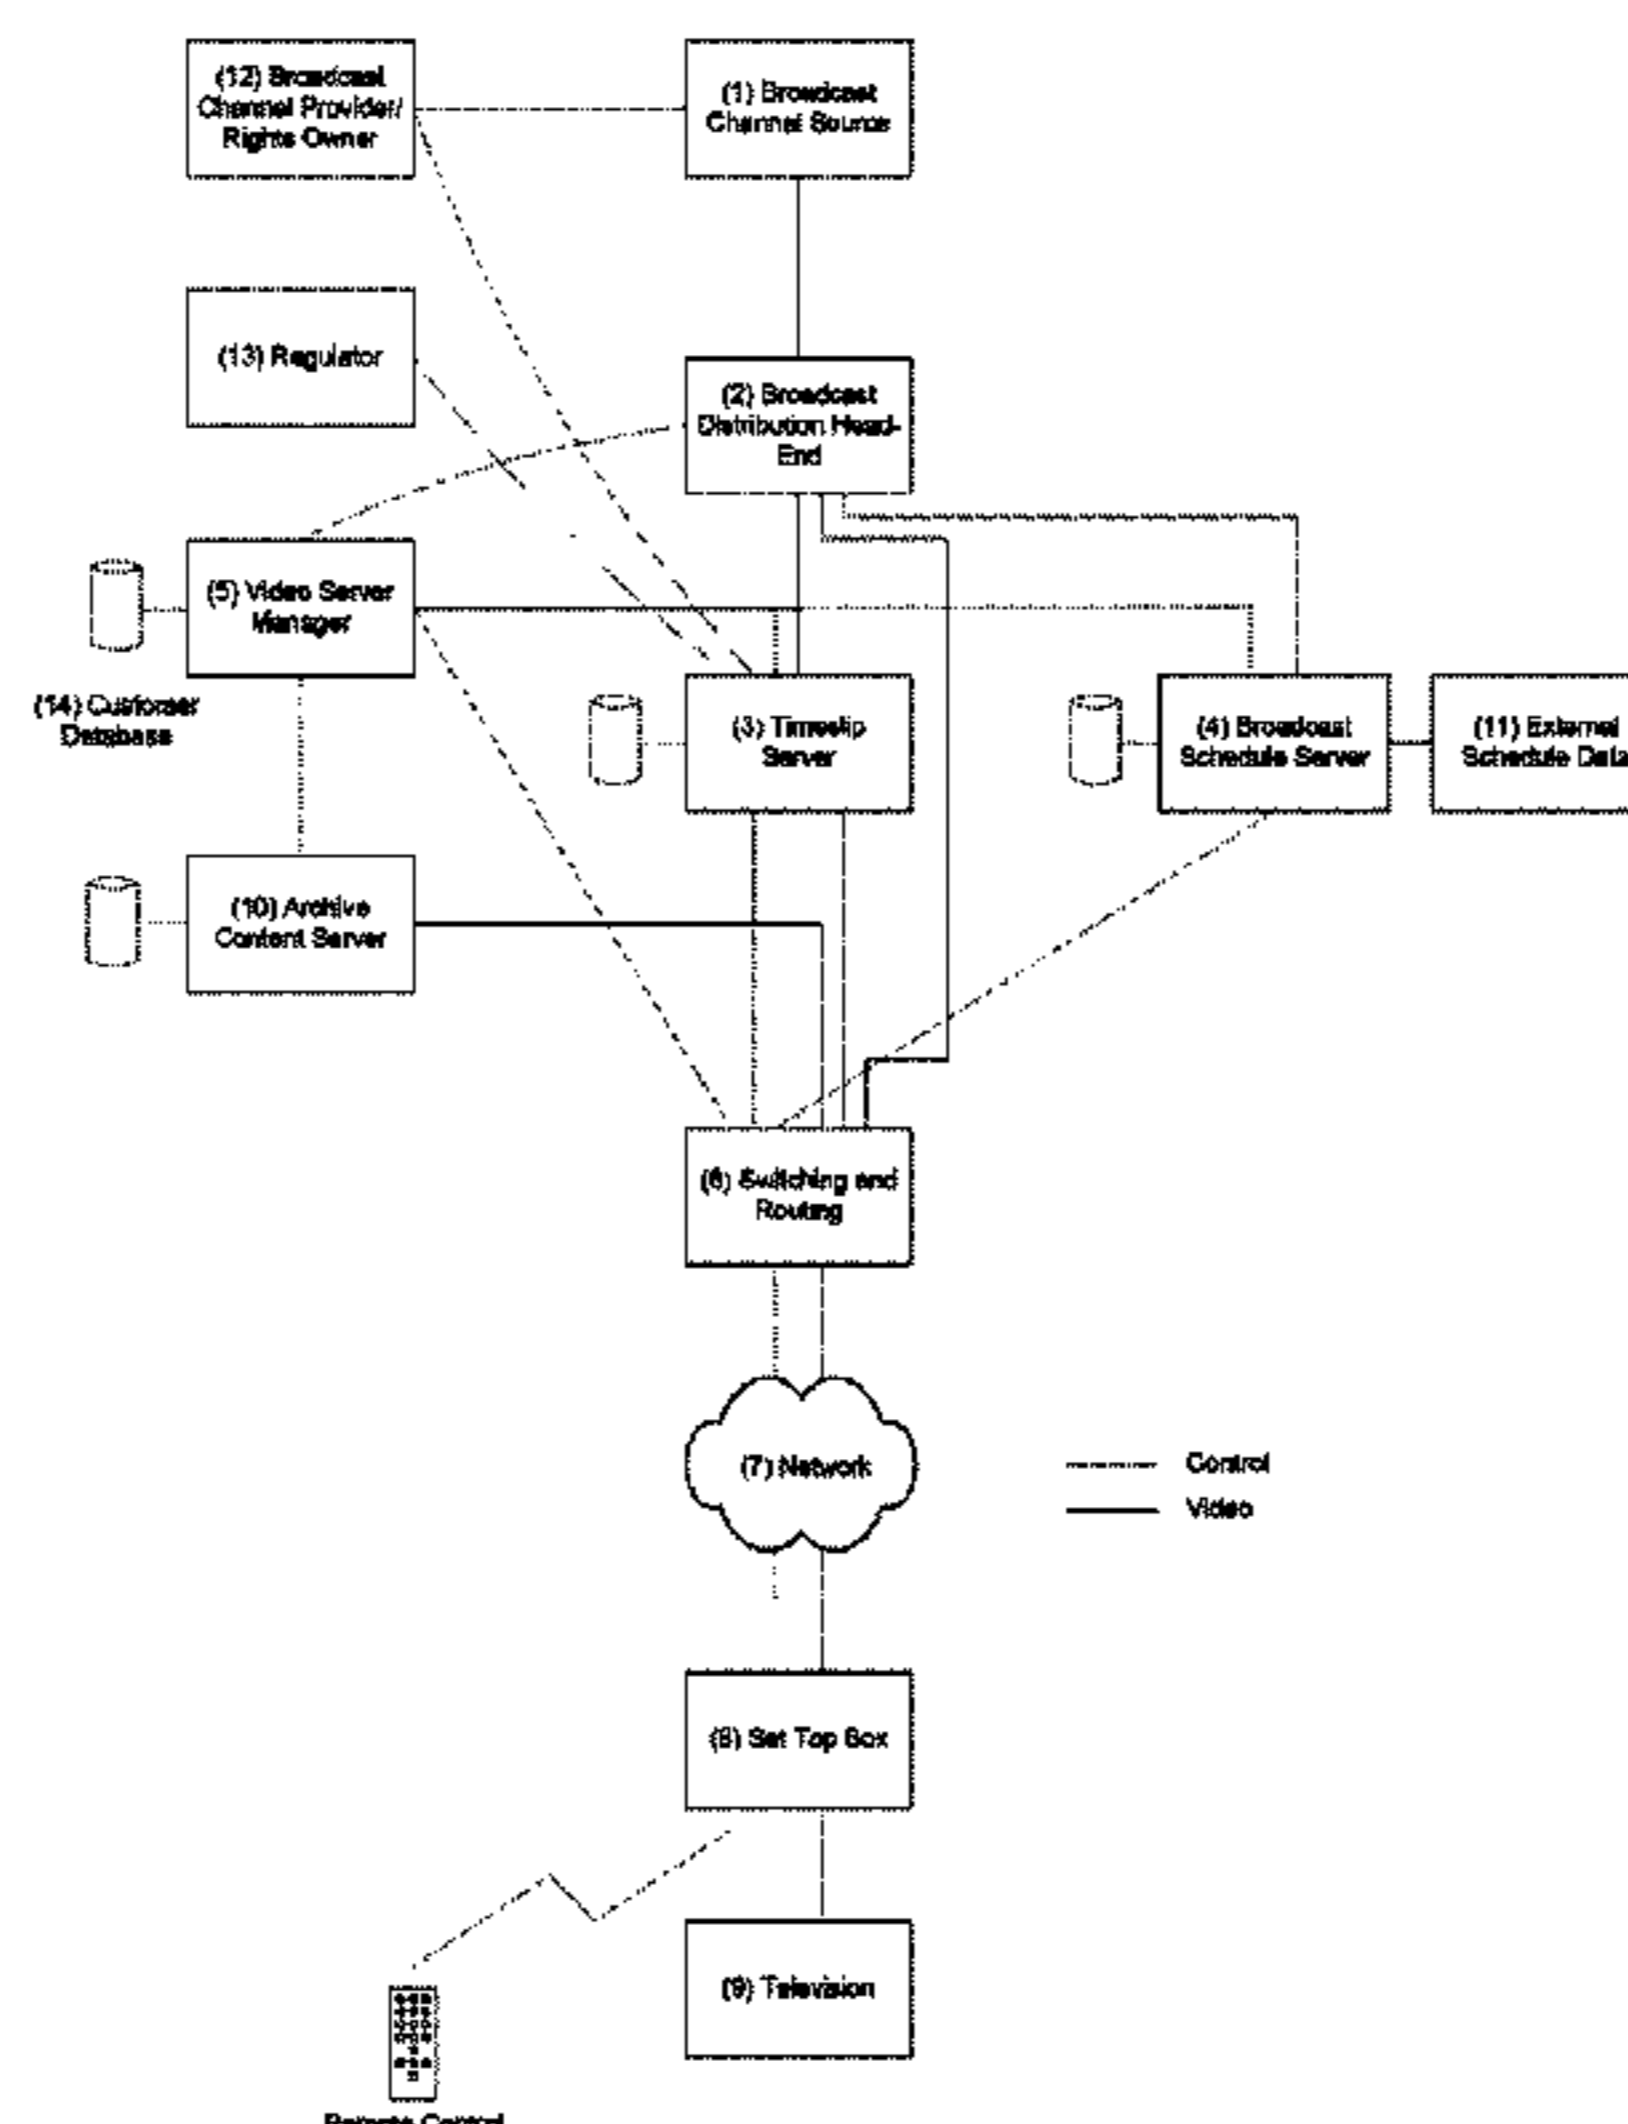 (12) Broadcast
Channel Provider/
Rights Owner
(1) Broadcast
Channel Source
(13) Regulator
(2) Broadcast
Distribution Head-
End
(5) Video Server
Manager
(14) Customer
Database
(3) Timeslip
Server
(4) Broadcast
Schedule Server
(11) External
Schedule Data
(10) Archive
Content Server
(6) Switching and
Routing
(7) Network
Control
Video
(8) Set Top Box
(9) Television
Remote Control